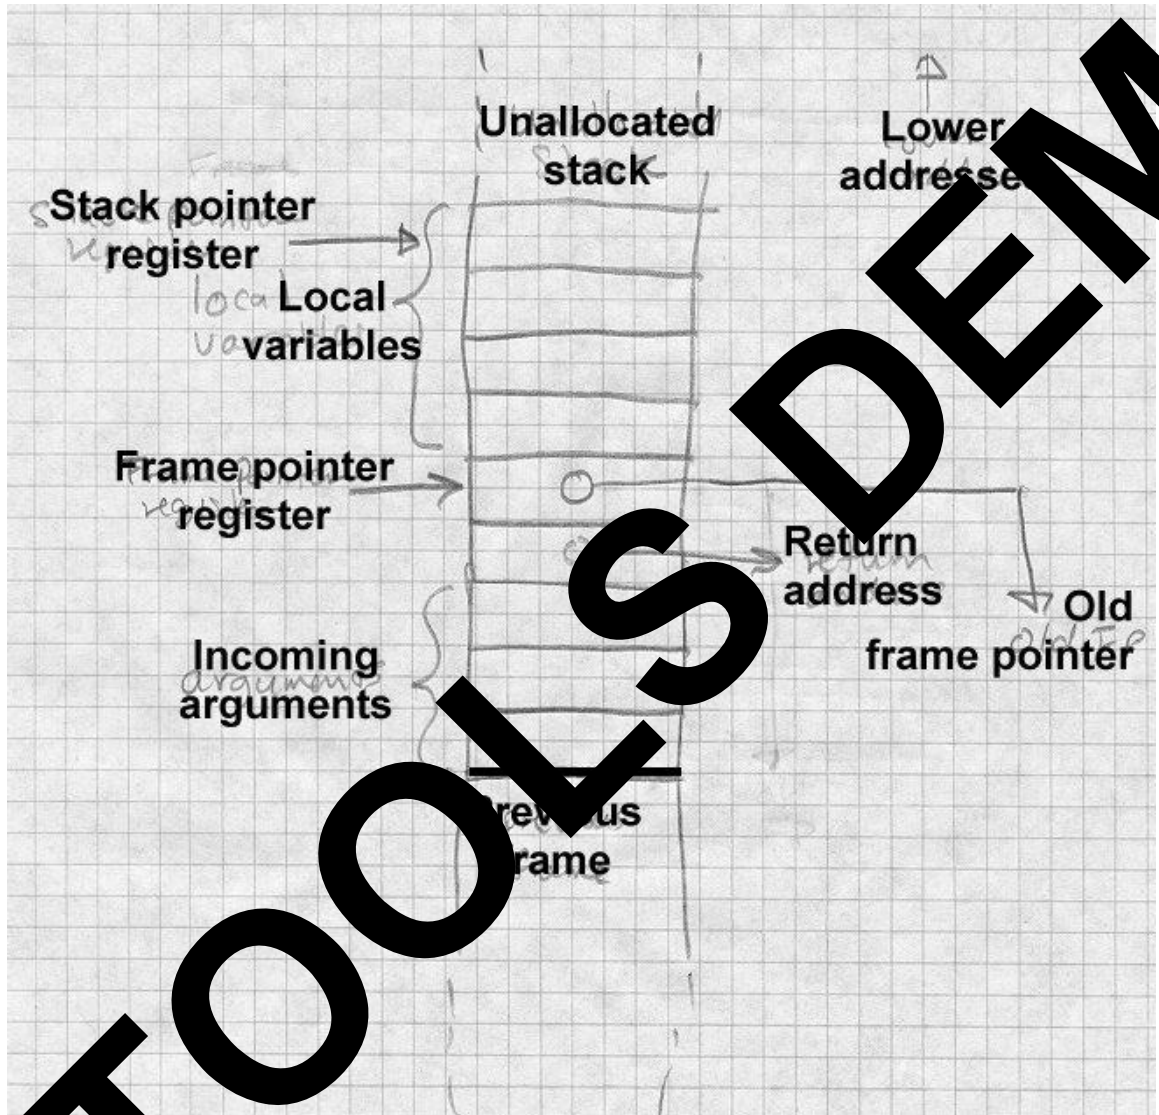 Unallocated
stack
Lower
addresse
Stack pointer
register
Local
variables
Frame pointer
register
Return
address
Old
frame pointer
Incoming
arguments
Previous
frame
TOOLS DEM